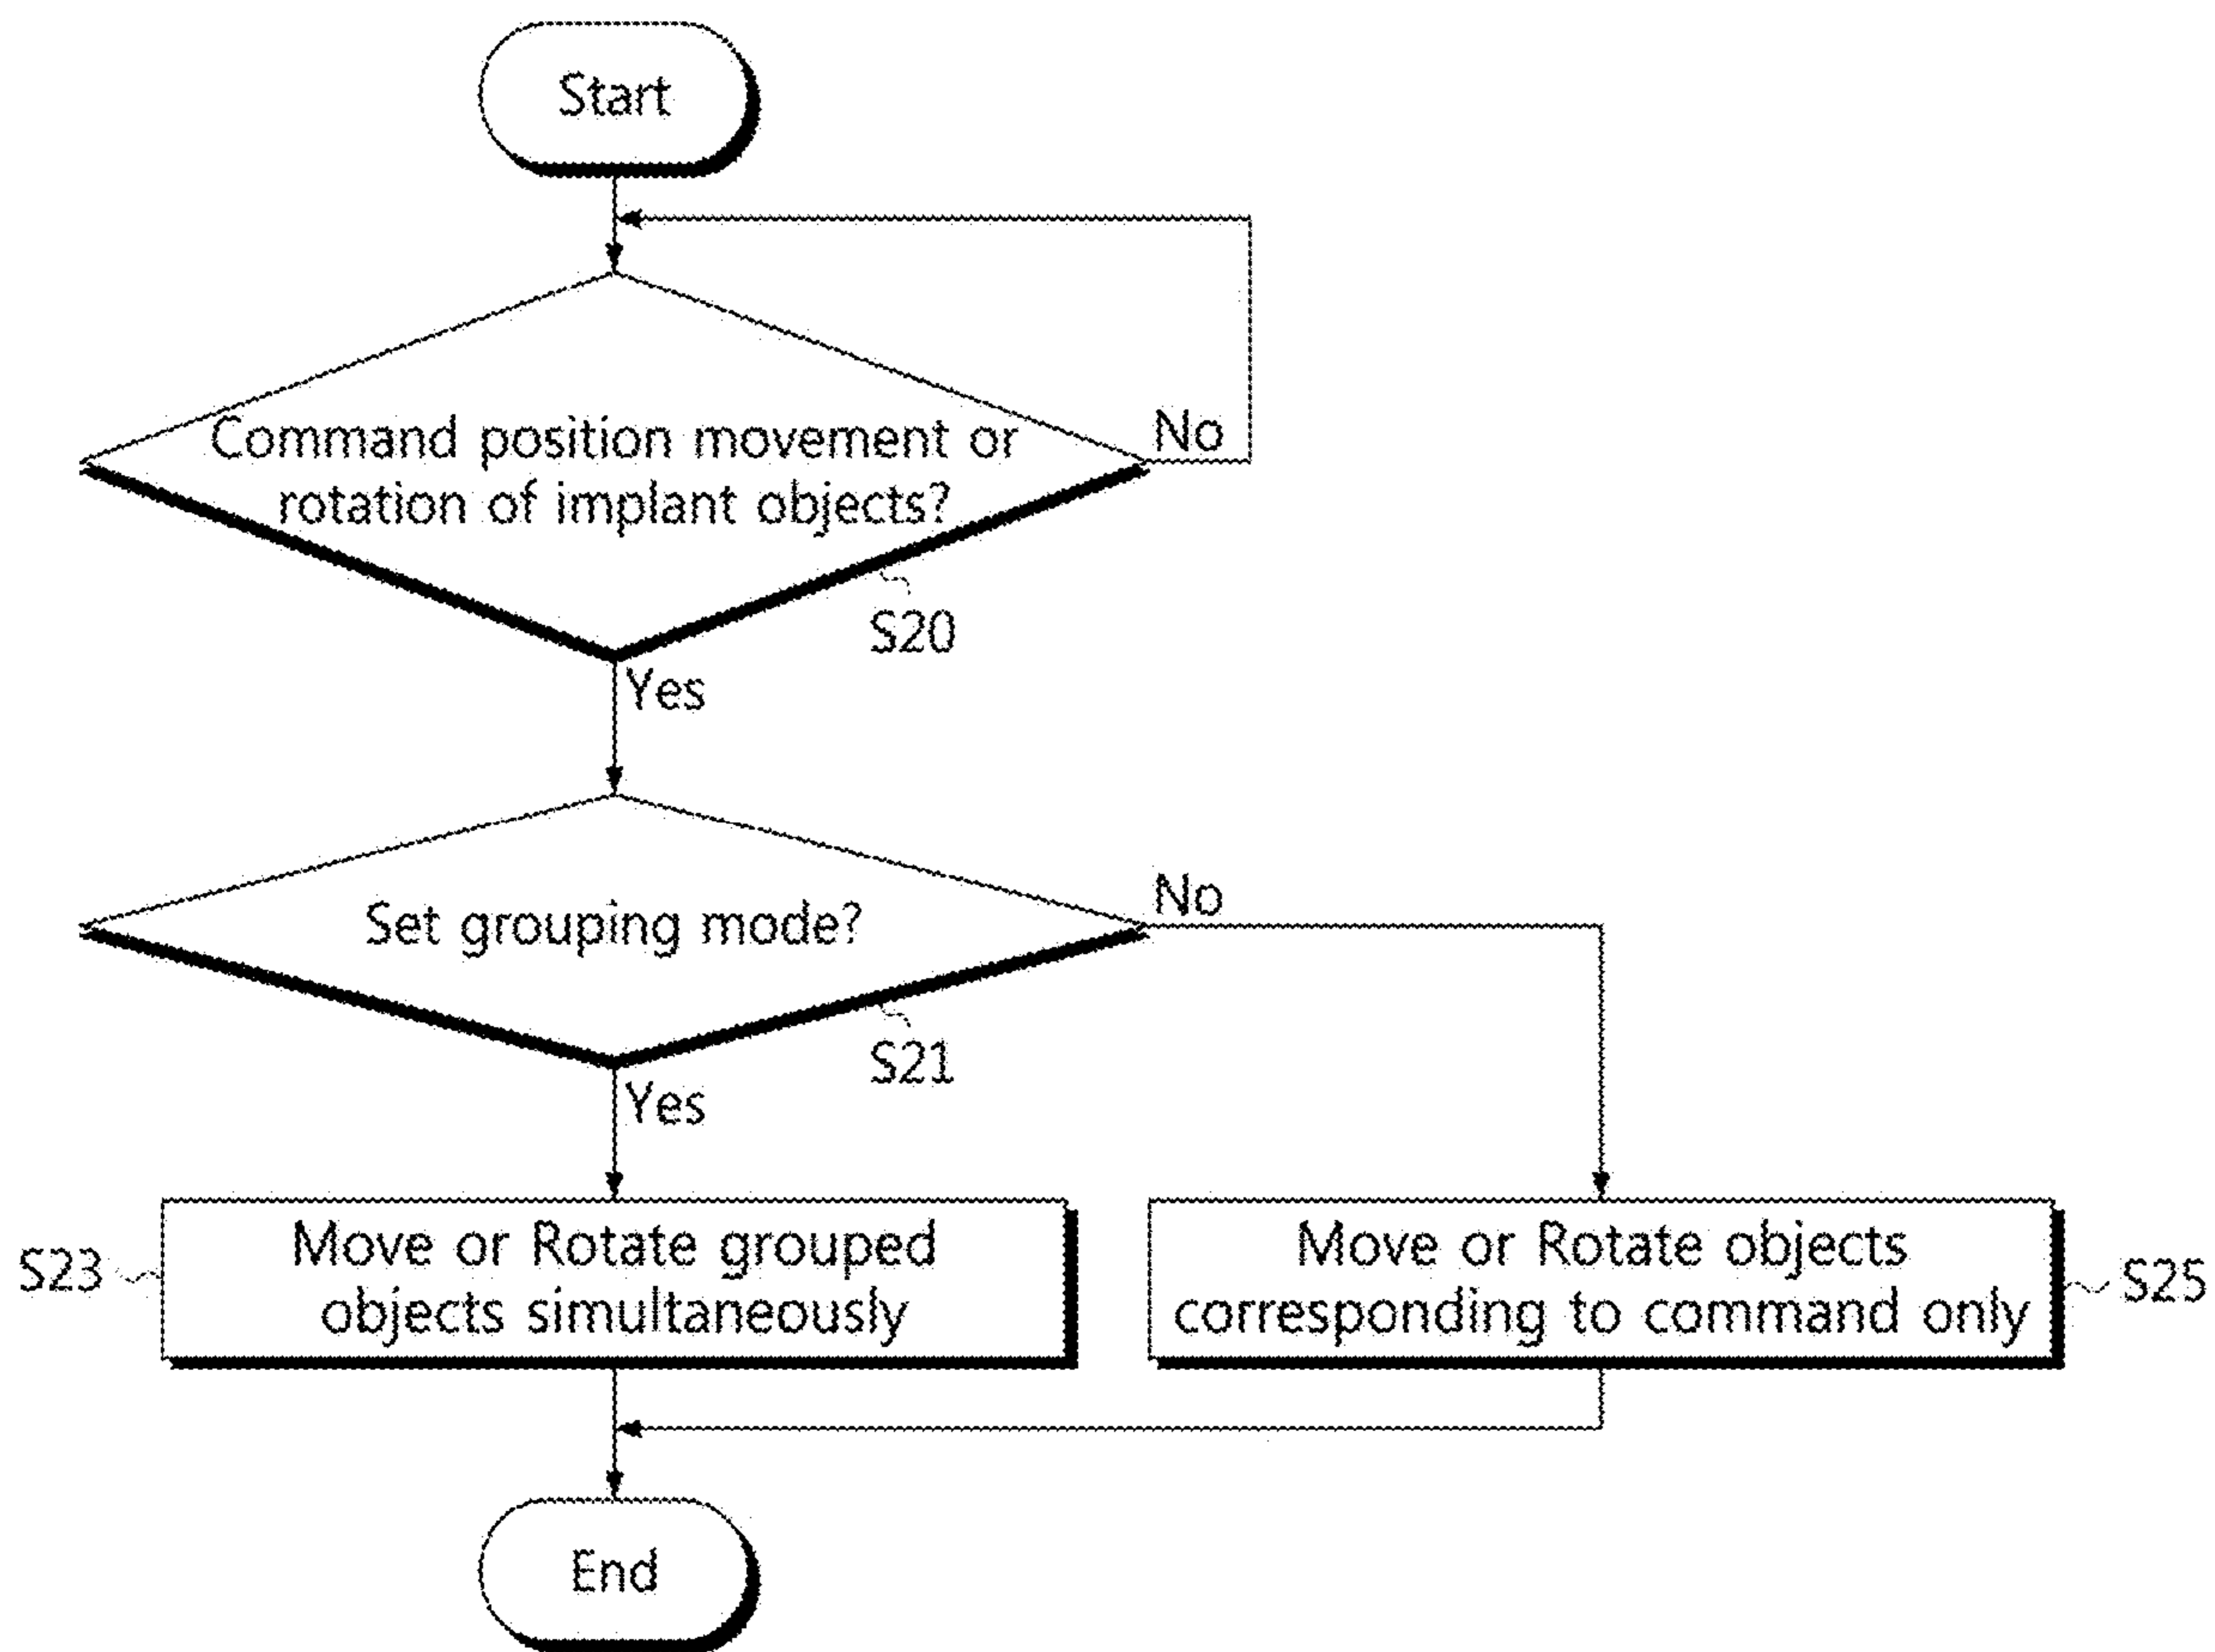 Start
No
Command position movement or
rotation of implant objects?
S20
Yes
No
Set grouping mode?
S21
Yes
Move or Rotate grouped
objects simultaneously
S23
Move or Rotate objects
corresponding to command only
S25
End